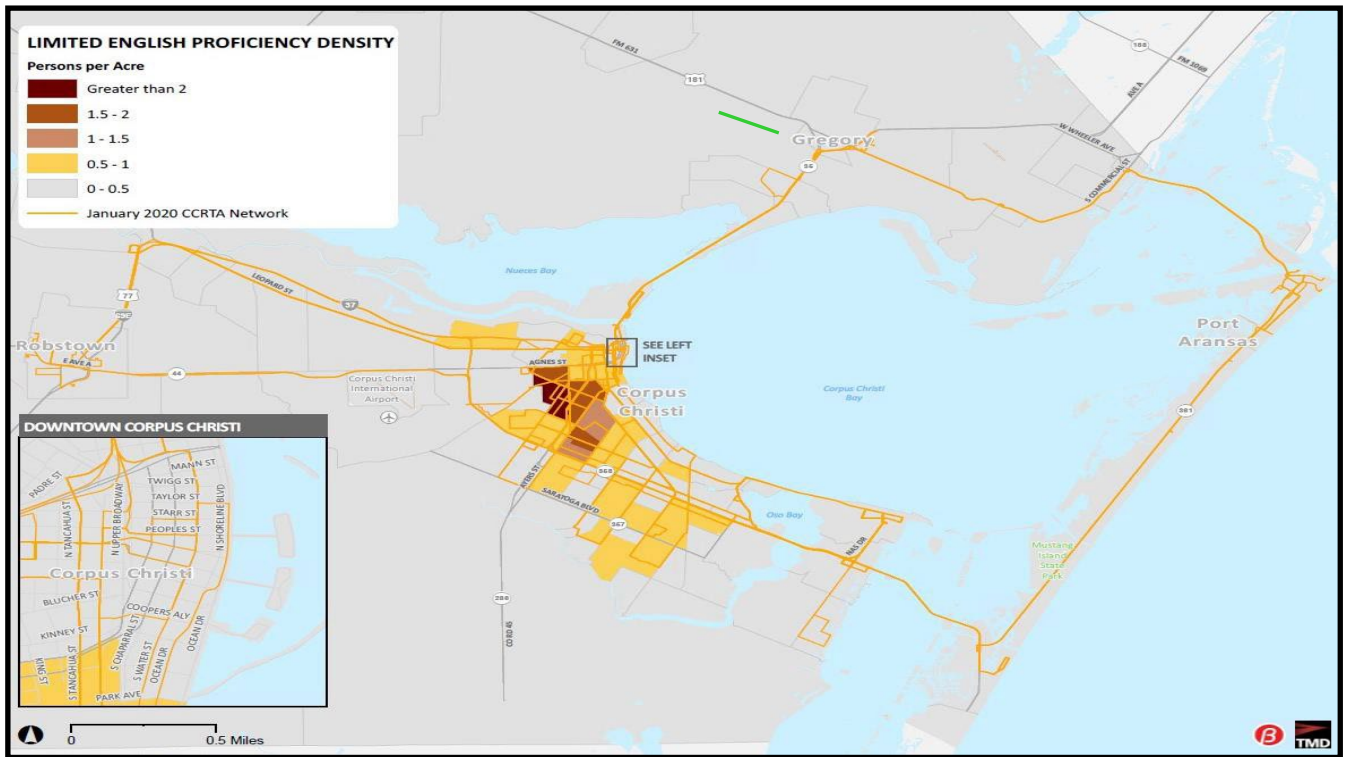 LIMITED ENGLISH PROFICIENCY DENSITY
Persons per Acre
Greater than 2
1.5 - 2
1 - 1.5
0.5 - 1
0 - 0.5
January 2020 CCRTA Network
FM 631
181
188
FM 1069
AVE A
W WHEELER AVE
Gregory
S COMMERCIAL ST
Nueces Bay
LEOPARD ST
37
77
Robstown
E AVE A
44
AGNES ST
SEE LEFT
INSET
Corpus Christi
International
Airport
Corpus
Christi
Corpus Christi
Bay
Port
Aransas
AYERS ST
SARATOGA BLVD
Oso Bay
NAS DR
Mustang
Island
State
Park
286
CO RD 45
DOWNTOWN CORPUS CHRISTI
PADRE ST
MANN ST
TWIGG ST
TAYLOR ST
STARR ST
PEOPLES ST
N TANCAHUA ST
N UPPER BROADWAY
N SHORELINE BLVD
Corpus Christi
BLUCHER ST
COOPERS ALY
KINNEY ST
KING ST
S TANCAHUA ST
S CHAPARRAL ST
S WATER ST
OCEAN DR
OCEAN DR
PARK AVE
0
0.5 Miles
β
TMD